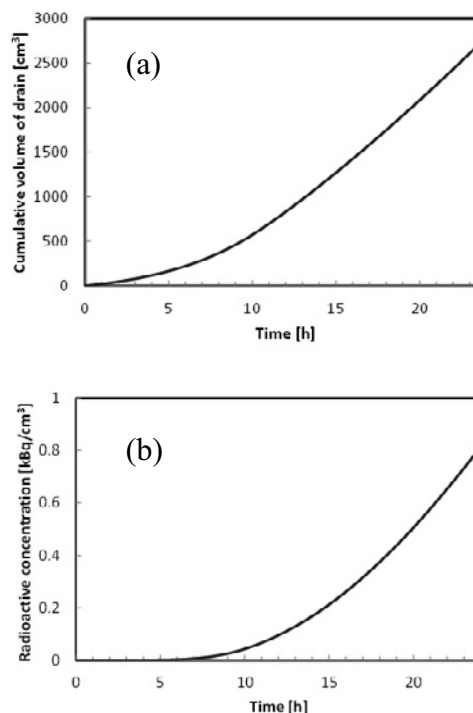 3000
(a)
2500
2000
1500
1000
500
0
Cumulative volume of drain [cm³]
0 5 10 15 20
Time [h]
1
(b)
0.8
0.6
0.4
0.2
0
Radioactive concentration [kBq/cm³]
0 5 10 15 20
Time [h]